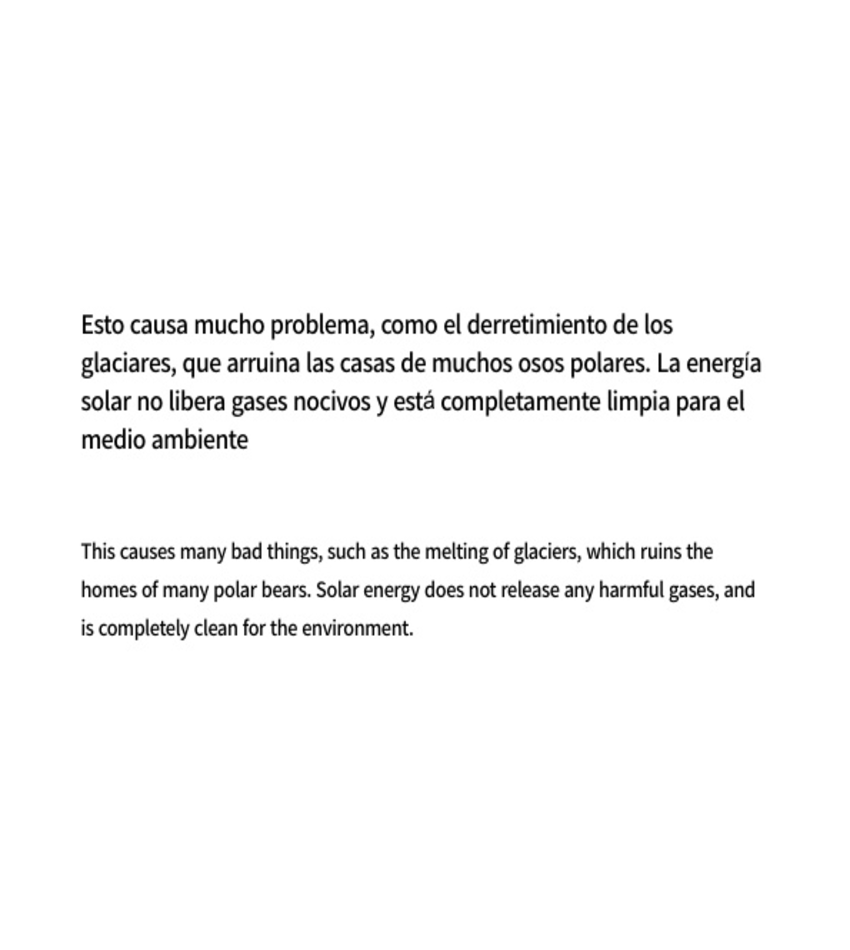 Esto causa mucho problema, como el derretimiento de los
glaciares, que arruina las casas de muchos osos polares. La energía
solar no libera gases nocivos y está completamente limpia para el
medio ambiente
This causes many bad things, such as the melting of glaciers, which ruins the
homes of many polar bears. Solar energy does not release any harmful gases, and
is completely clean for the environment.